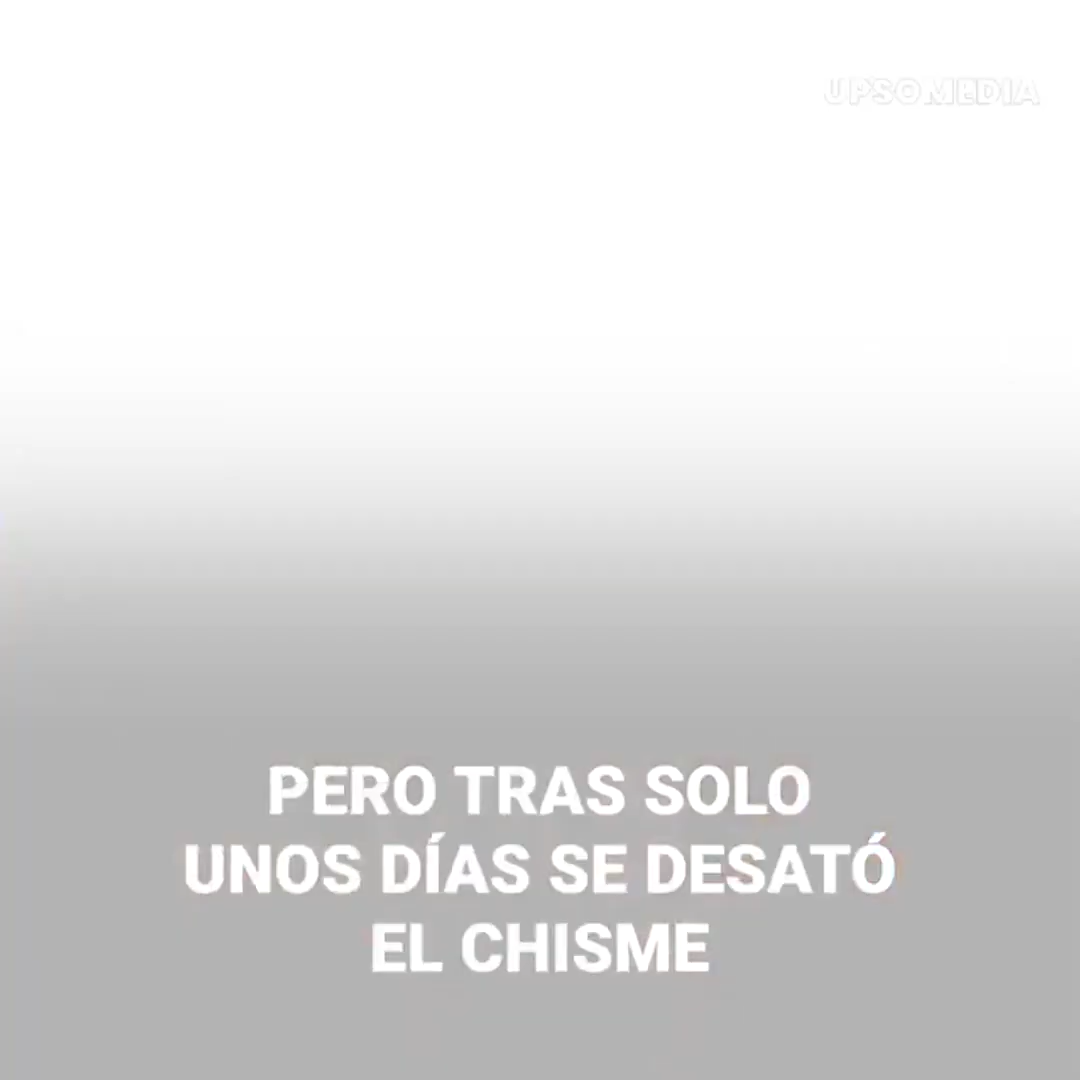 UPSOMEDIA
PERO TRAS SOLO
UNOS DÍAS SE DESATÓ
EL CHISME